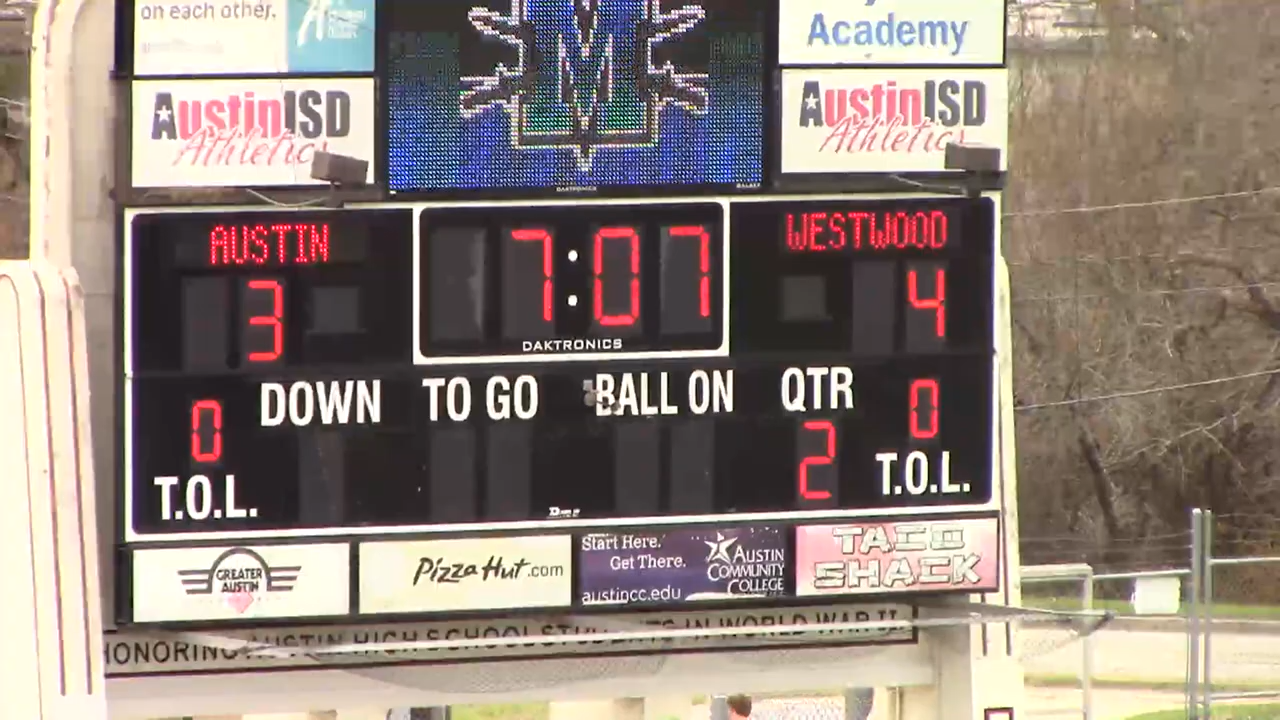 on each other.
Academy
AustinISD
Athletics
M
AustinISD
Athletics
AUSTIN
7:07
WESTWOOD
3
4
DAKTRONICS
DOWN
TO GO
BALL ON
QTR
0
0
2
T.O.L.
T.O.L.
GREATER
AUSTIN
PizzaHut.com
Start Here.
Get There.
austincc.edu
AUSTIN
COMMUNITY
COLLEGE
TACO
SHACK
HONORING AUSTIN HIGH SCHOOL STUDENTS IN WORLD WAR II